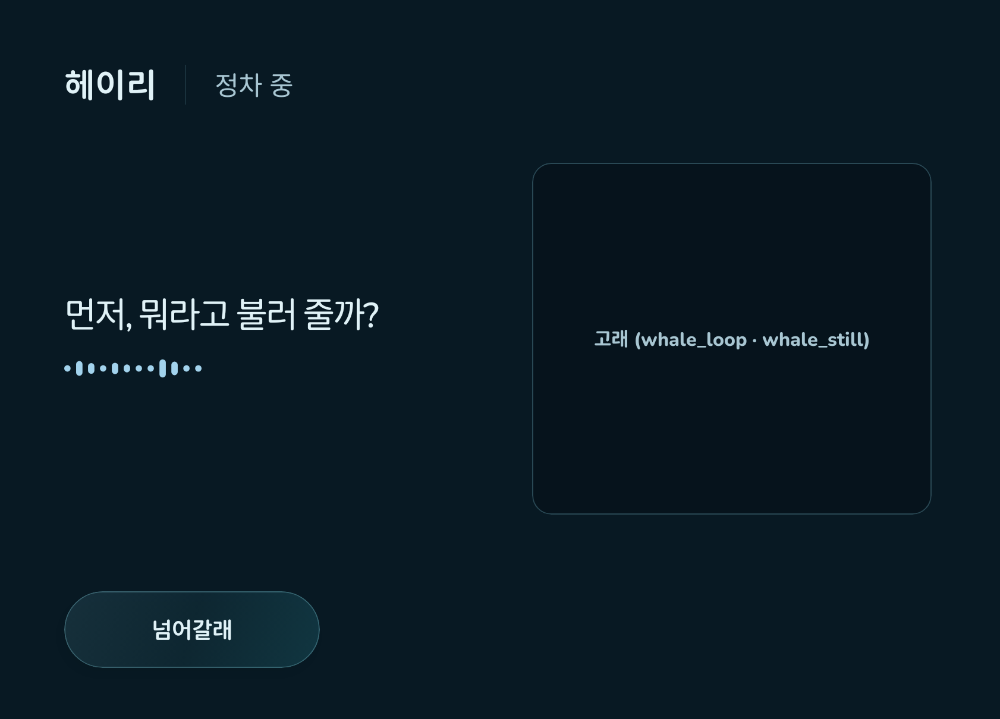 헤이리
정차 중
먼저, 뭐라고 불러 줄까?
고래 (whale_loop · whale_still)
넘어갈래